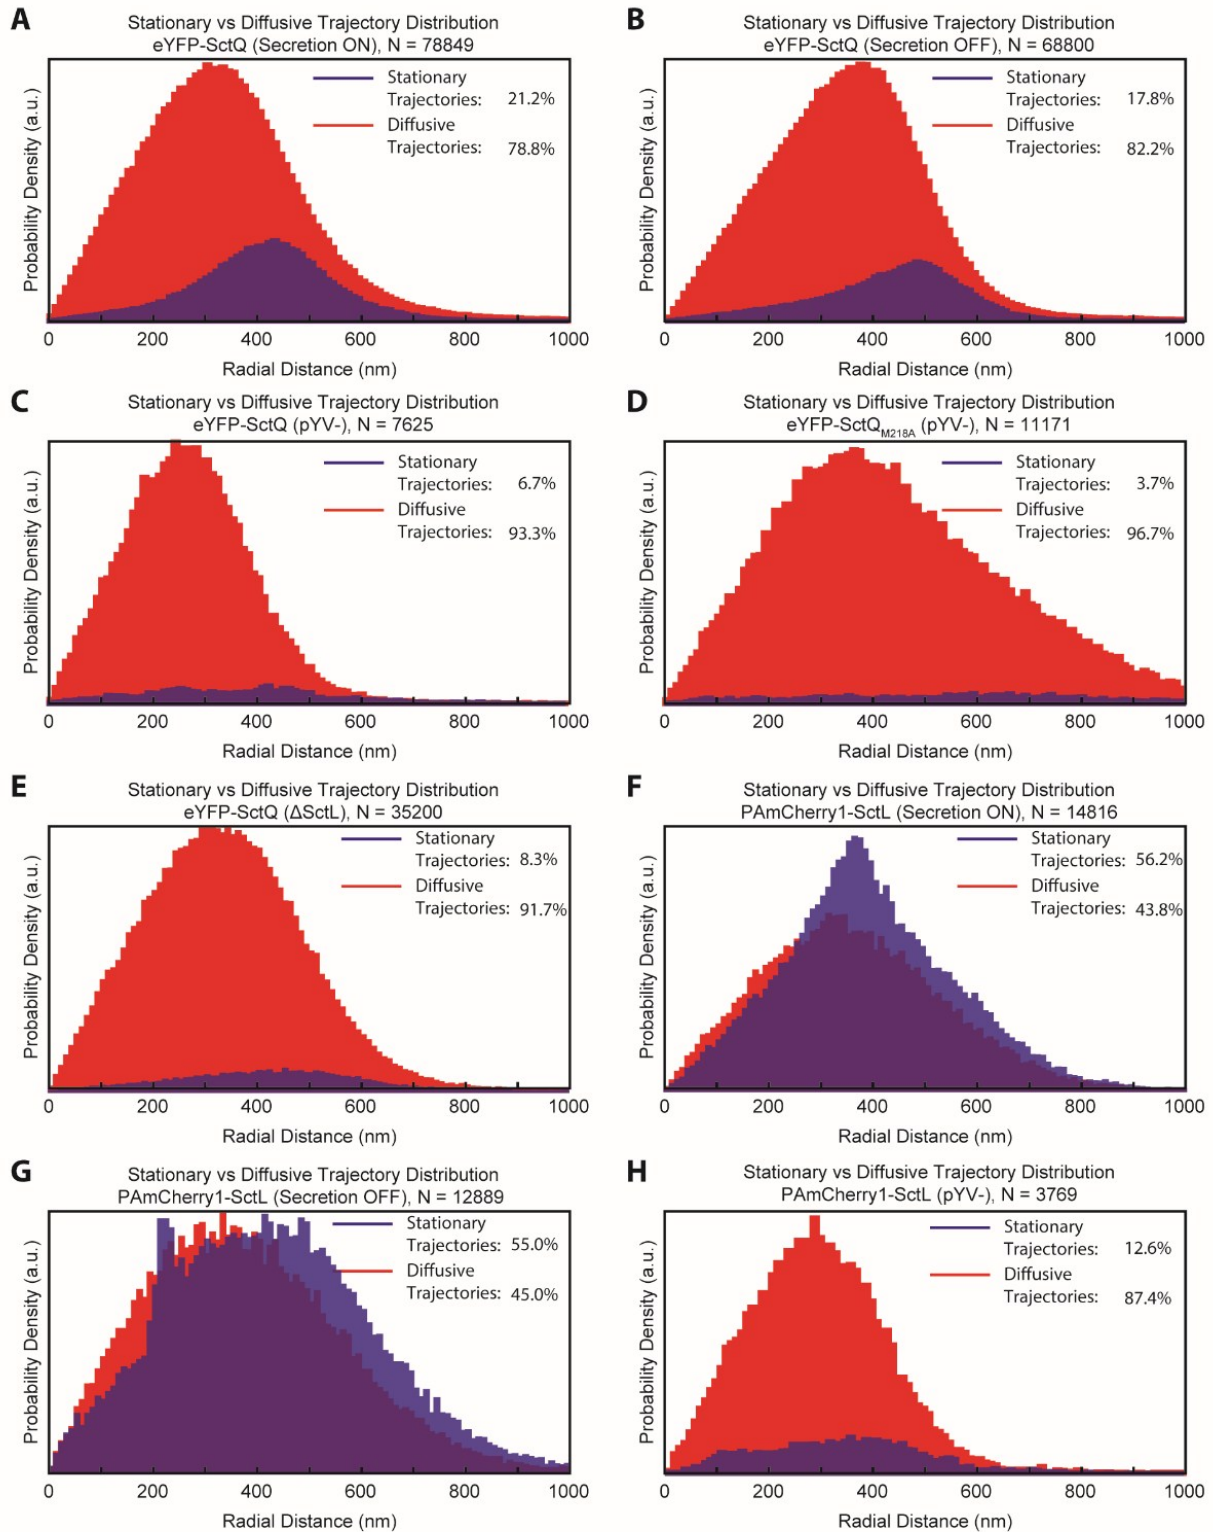 A
Stationary vs Diffusive Trajectory Distribution
eYFP-SctQ (Secretion ON), N = 78849
Probability Density (a.u.)
Stationary
Trajectories: 21.2%
Diffusive
Trajectories: 78.8%
0 200 400 600 800 1000
Radial Distance (nm)
B
Stationary vs Diffusive Trajectory Distribution
eYFP-SctQ (Secretion OFF), N = 68800
Probability Density (a.u.)
Stationary
Trajectories: 17.8%
Diffusive
Trajectories: 82.2%
0 200 400 600 800 1000
Radial Distance (nm)
C
Stationary vs Diffusive Trajectory Distribution
eYFP-SctQ (pYV-), N = 7625
Probability Density (a.u.)
Stationary
Trajectories: 6.7%
Diffusive
Trajectories: 93.3%
0 200 400 600 800 1000
Radial Distance (nm)
D
Stationary vs Diffusive Trajectory Distribution
eYFP-SctQM218A (pYV-), N = 11171
Probability Density (a.u.)
Stationary
Trajectories: 3.7%
Diffusive
Trajectories: 96.7%
0 200 400 600 800 1000
Radial Distance (nm)
E
Stationary vs Diffusive Trajectory Distribution
eYFP-SctQ (ΔSctL), N = 35200
Probability Density (a.u.)
Stationary
Trajectories: 8.3%
Diffusive
Trajectories: 91.7%
0 200 400 600 800 1000
Radial Distance (nm)
F
Stationary vs Diffusive Trajectory Distribution
PAmCherry1-SctL (Secretion ON), N = 14816
Probability Density (a.u.)
Stationary
Trajectories: 56.2%
Diffusive
Trajectories: 43.8%
0 200 400 600 800 1000
Radial Distance (nm)
G
Stationary vs Diffusive Trajectory Distribution
PAmCherry1-SctL (Secretion OFF), N = 12889
Probability Density (a.u.)
Stationary
Trajectories: 55.0%
Diffusive
Trajectories: 45.0%
0 200 400 600 800 1000
Radial Distance (nm)
H
Stationary vs Diffusive Trajectory Distribution
PAmCherry1-SctL (pYV-), N = 3769
Probability Density (a.u.)
Stationary
Trajectories: 12.6%
Diffusive
Trajectories: 87.4%
0 200 400 600 800 1000
Radial Distance (nm)